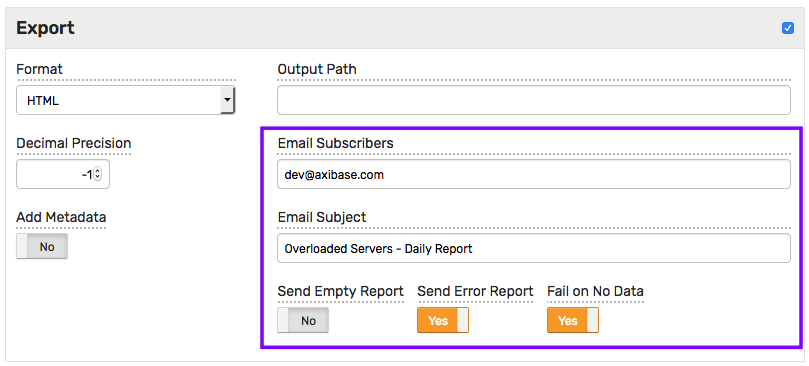 Export
Format
Output Path
HTML
Decimal Precision
Email Subscribers
-1
dev@axibase.com
Add Metadata
Email Subject
No
Overloaded Servers - Daily Report
Send Empty Report Send Error Report Fail on No Data
No Yes Yes